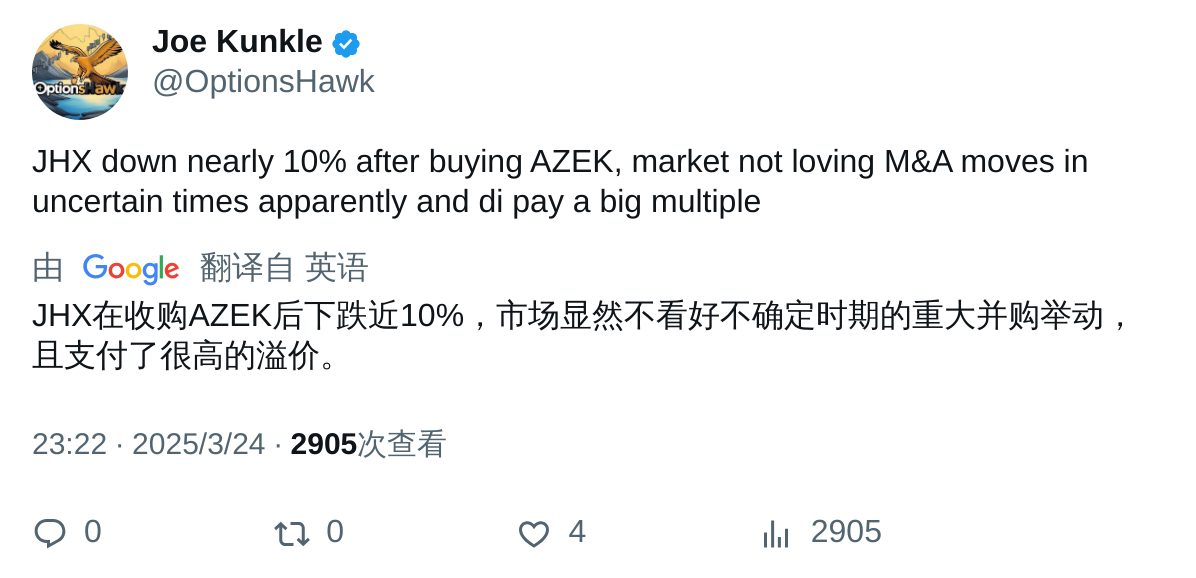 Joe Kunkle
@OptionsHawk
OptionsHawk
JHX down nearly 10% after buying AZEK, market not loving M&A moves in
uncertain times apparently and di pay a big multiple
由 Google 翻译自 英语
JHX在收购AZEK后下跌近10%，市场显然不看好不确定时期的重大并购举动，
且支付了很高的溢价。
23:22 · 2025/3/24 · 2905次查看
0 0 4 2905